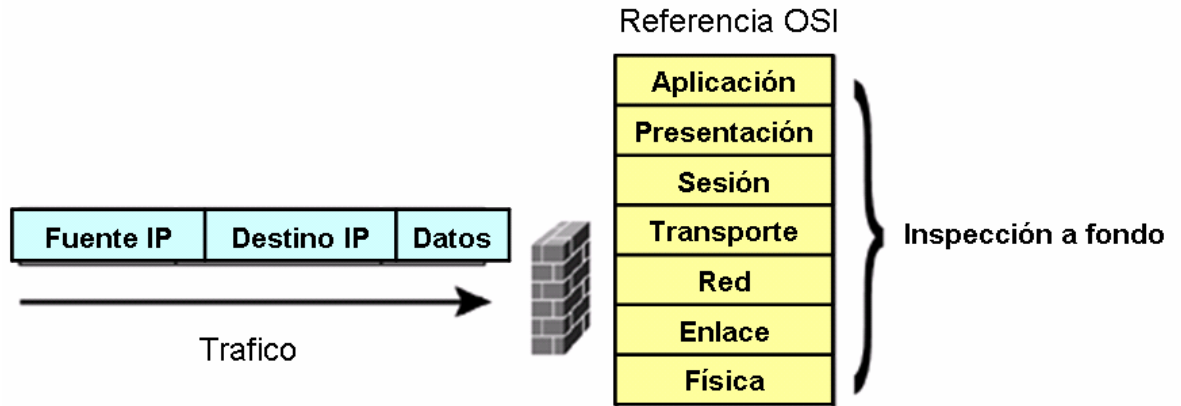 Referencia OSI
Aplicación
Presentación
Sesión
Transporte
Red
Enlace
Física
Fuente IP Destino IP Datos
Trafico
Inspección a fondo